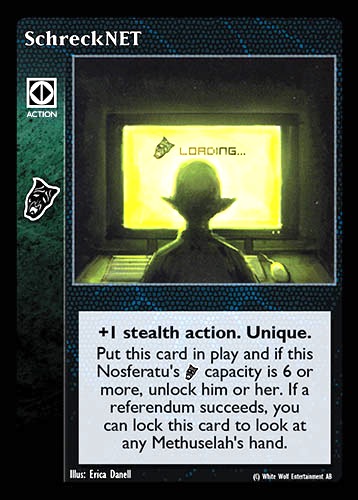 SchreckNET
ACTION
LOADING...
+1 stealth action. Unique.
Put this card in play and if this
Nosferatu's capacity is 6 or
more, unlock him or her. If a
referendum succeeds, you
can lock this card to look at
any Methuselah's hand.
Illus: Erica Danell
(C) White Wolf Entertainment AB